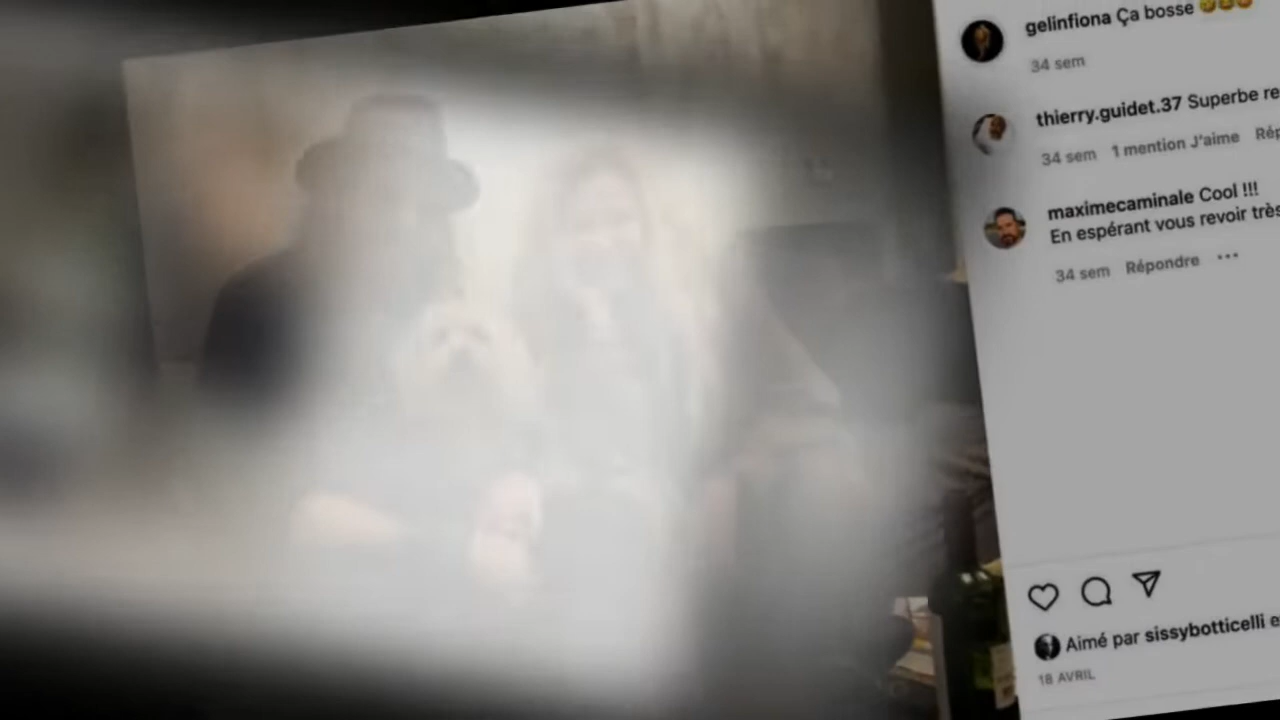 gelinfiona Ça bosse
34 sem
thierry.guidet.37 Superbe
34 sem 1 mention J'aime
maximecaminale Cool !!!
En espérant vous revoir très
34 sem Répondre
Aimé par sissybotticelli
18 AVRIL